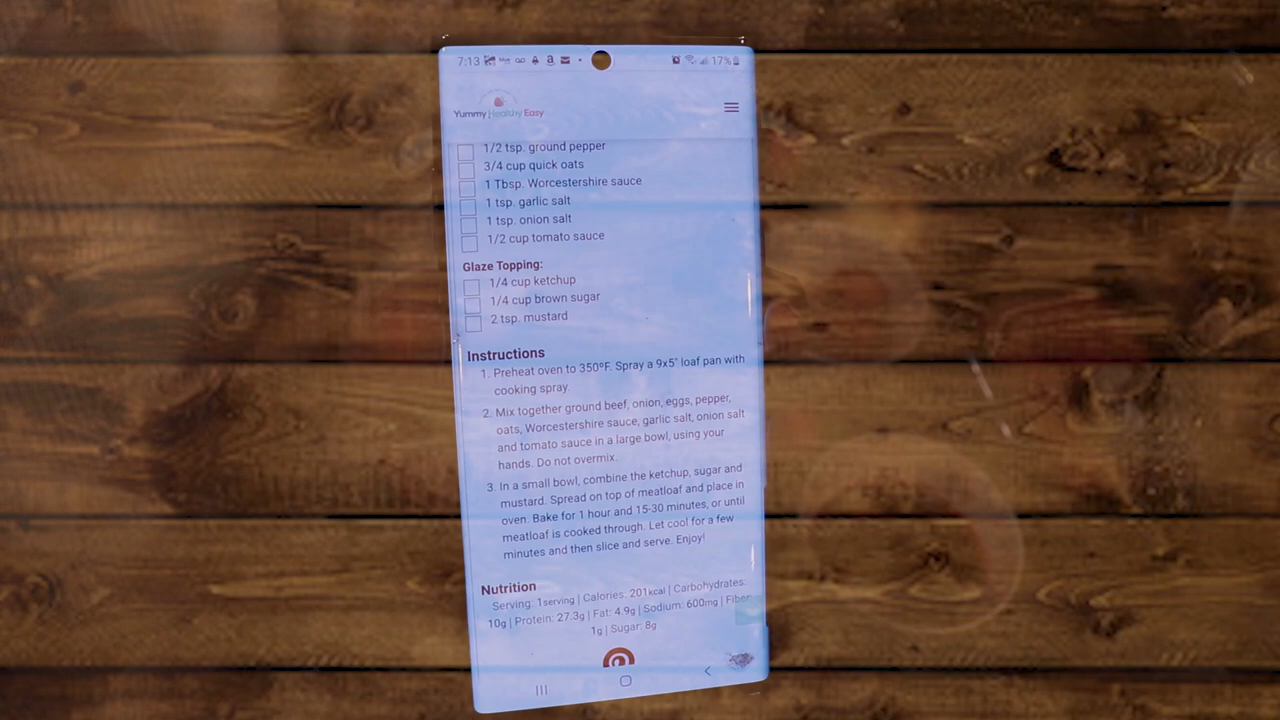 7:13 17%
Yummy Healthy Easy
1/2 tsp. ground pepper
3/4 cup quick oats
1 Tbsp. Worcestershire sauce
1 tsp. garlic salt
1 tsp. onion salt
1/2 cup tomato sauce
Glaze Topping:
1/4 cup ketchup
1/4 cup brown sugar
2 tsp. mustard
Instructions
1. Preheat oven to 350ºF. Spray a 9x5" loaf pan with
cooking spray.
2. Mix together ground beef, onion, eggs, pepper,
oats, Worcestershire sauce, garlic salt, onion salt
and tomato sauce in a large bowl, using your
hands. Do not overmix.
3. In a small bowl, combine the ketchup, sugar and
mustard. Spread on top of meatloaf and place in
oven. Bake for 1 hour and 15-30 minutes, or until
meatloaf is cooked through. Let cool for a few
minutes and then slice and serve. Enjoy!
Nutrition
Serving: 1serving | Calories: 201kcal | Carbohydrates:
10g | Protein: 27.3g | Fat: 4.9g | Sodium: 600mg | Fiber:
1g | Sugar: 8g